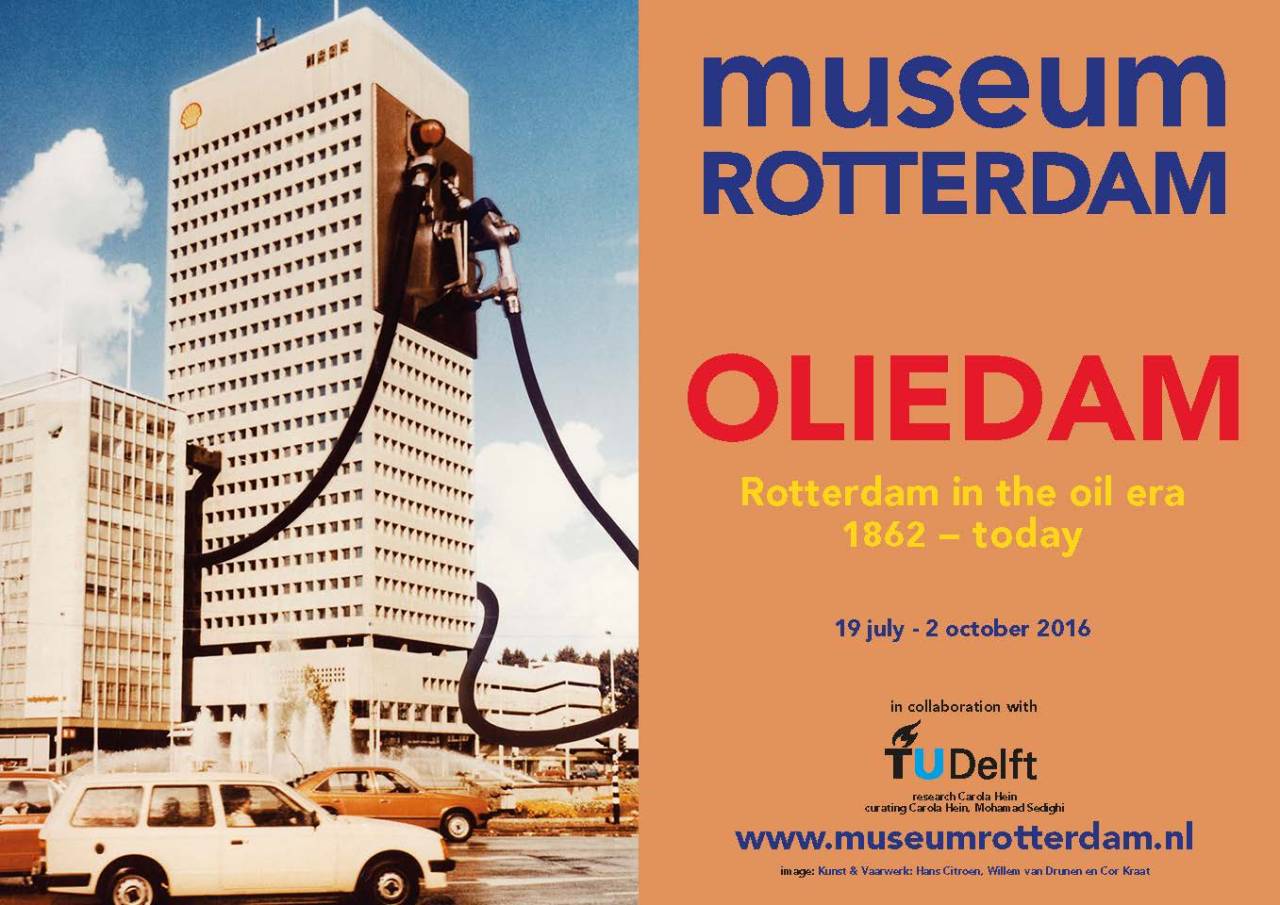 museum
ROTTERDAM
OLIEDAM
Rotterdam in the oil era
1862 – today
19 july - 2 october 2016
in collaboration with
TU Delft
research Carola Hein
curating Carola Hein, Mohamad Sedighi
www.museumrotterdam.nl
image: Kunst & Vaarwerk: Hans Citroen, Willem van Drunen en Cor Kraat